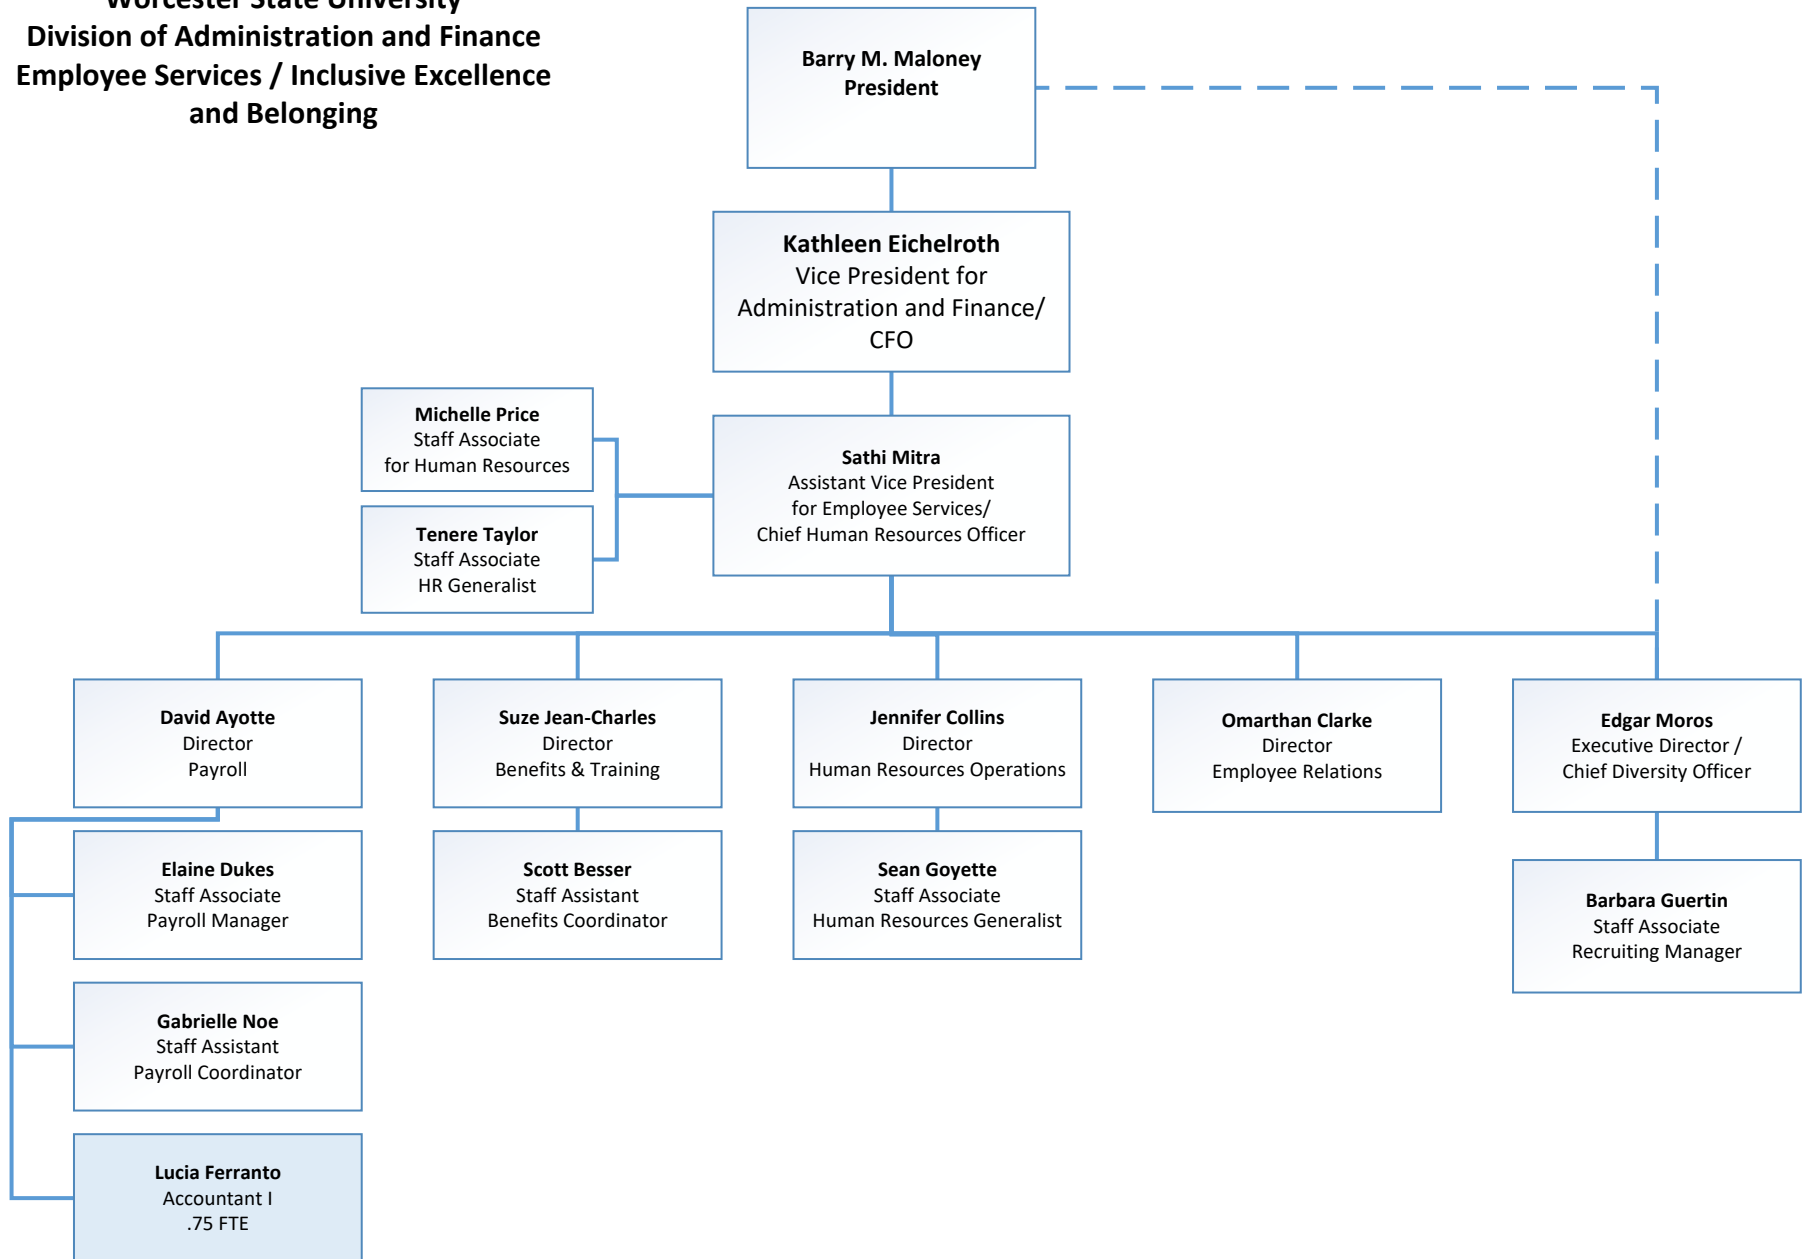 Worcester State University
Division of Administration and Finance
Employee Services / Inclusive Excellence
and Belonging
Barry M. Maloney
President
Kathleen Eichelroth
Vice President for
Administration and Finance/
CFO
Michelle Price
Staff Associate
for Human Resources
Sathi Mitra
Assistant Vice President
for Employee Services/
Chief Human Resources Officer
Tenere Taylor
Staff Associate
HR Generalist
David Ayotte
Director
Payroll
Suze Jean-Charles
Director
Benefits & Training
Jennifer Collins
Director
Human Resources Operations
Omarthan Clarke
Director
Employee Relations
Edgar Moros
Executive Director /
Chief Diversity Officer
Elaine Dukes
Staff Associate
Payroll Manager
Scott Besser
Staff Assistant
Benefits Coordinator
Sean Goyette
Staff Associate
Human Resources Generalist
Barbara Guertin
Staff Associate
Recruiting Manager
Gabrielle Noe
Staff Assistant
Payroll Coordinator
Lucia Ferranto
Accountant I
.75 FTE